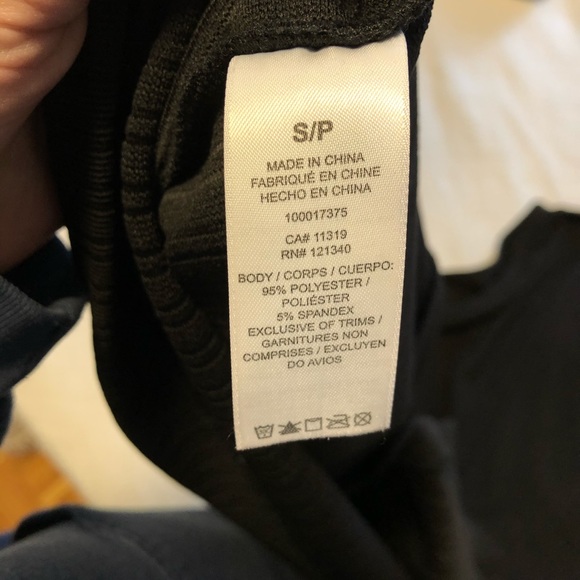 S/P
MADE IN CHINA
FABRIQUÉ EN CHINE
HECHO EN CHINA
100017375
CA# 11319
RN# 121340
BODY / CORPS / CUERPO:
95% POLYESTER /
POLIÉSTER
5% SPANDEX
EXCLUSIVE OF TRIMS /
GARNITURES NON
COMPRISES / EXCLUYEN
DO AVIOS